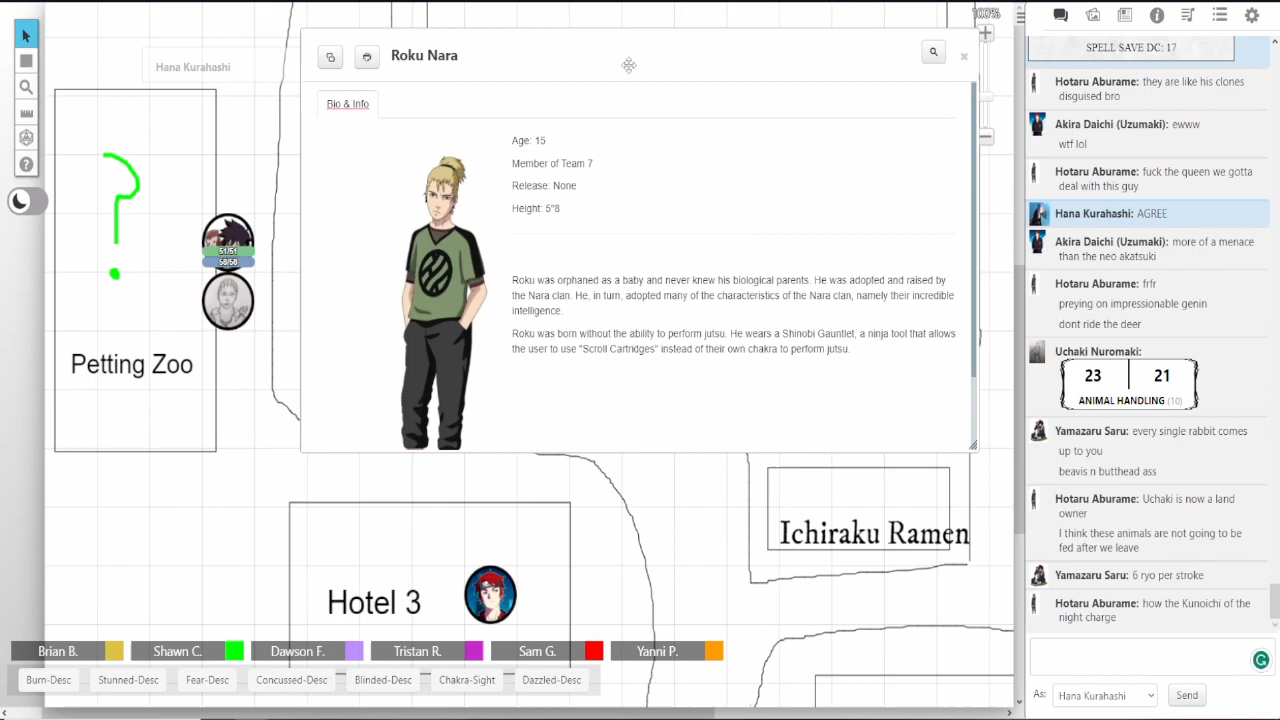 100%
Hana Kurahashi
Roku Nara
Bio & Info
Age: 15
Member of Team 7
Release: None
Height: 5"8
Roku was orphaned as a baby and never knew his biological parents. He was adopted and raised by
the Nara clan. He, in turn, adopted many of the characteristics of the Nara clan, namely their incredible
intelligence.
Roku was born without the ability to perform jutsu. He wears a Shinobi Gauntlet, a ninja tool that allows
the user to use "Scroll Cartridges" instead of their own chakra to perform jutsu.
51/51
58/58
Petting Zoo
Hotel 3
Ichiraku Ramen
Brian B.
Shawn C.
Dawson F.
Tristan R.
Sam G.
Yanni P.
Burn-Desc
Stunned-Desc
Fear-Desc
Concussed-Desc
Blinded-Desc
Chakra-Sight
Dazzled-Desc
SPELL SAVE DC: 17
Hotaru Aburame: they are like his clones
disguised bro
Akira Daichi (Uzumaki): ewww
wtf lol
Hotaru Aburame: fuck the queen we gotta
deal with this guy
Hana Kurahashi: AGREE
Akira Daichi (Uzumaki): more of a menace
than the neo akatsuki
Hotaru Aburame: frfr
preying on impressionable genin
dont ride the deer
Uchaki Nuromaki:
23 21
ANIMAL HANDLING (10)
Yamazaru Saru: every single rabbit comes
up to you
beavis n butthead ass
Hotaru Aburame: Uchaki is now a land
owner
I think these animals are not going to be
fed after we leave
Yamazaru Saru: 6 ryo per stroke
Hotaru Aburame: how the Kunoichi of the
night charge
As: Hana Kurahashi Send